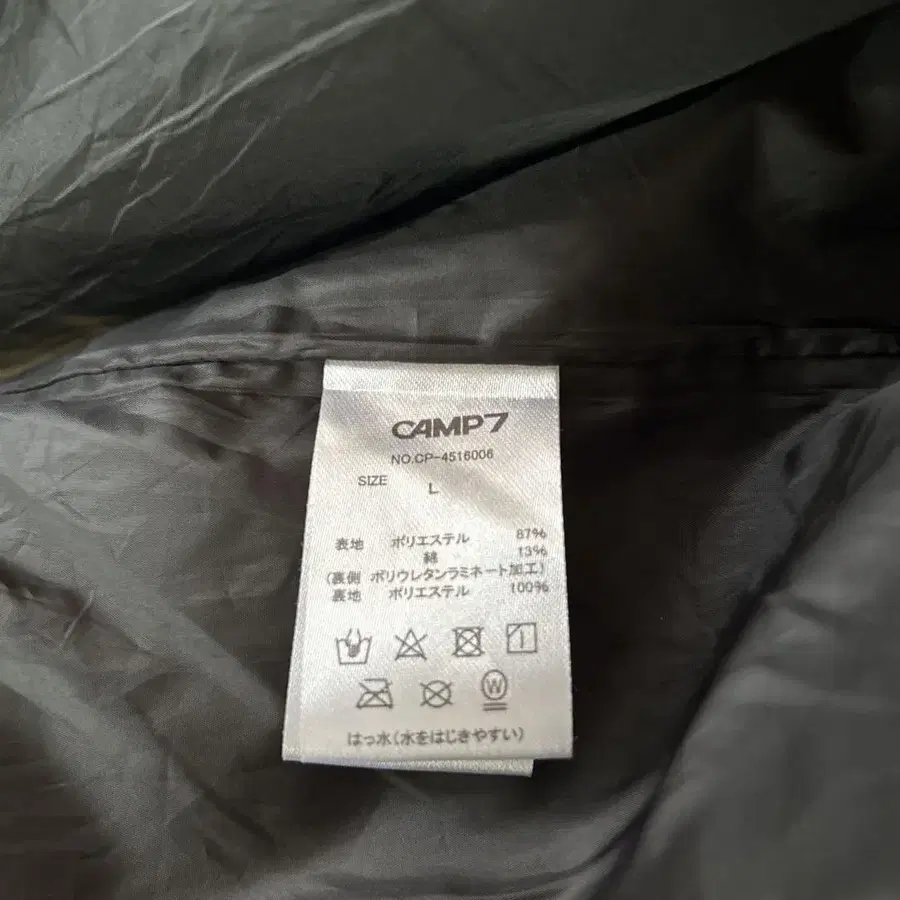 CAMP7
NO.CP-4516006
SIZE L
表地 ポリエステル 87%
綿 13%
(裏側 ポリウレタンラミネート加工)
裏地 ポリエステル 100%
W
はっ水(水をはじきやすい)